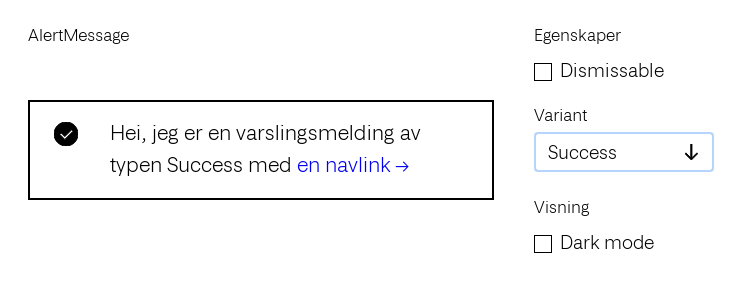 AlertMessage
Hei, jeg er en varslingsmelding av
typen Success med en navlink →
Egenskaper
Dismissable
Variant
Success
Visning
Dark mode